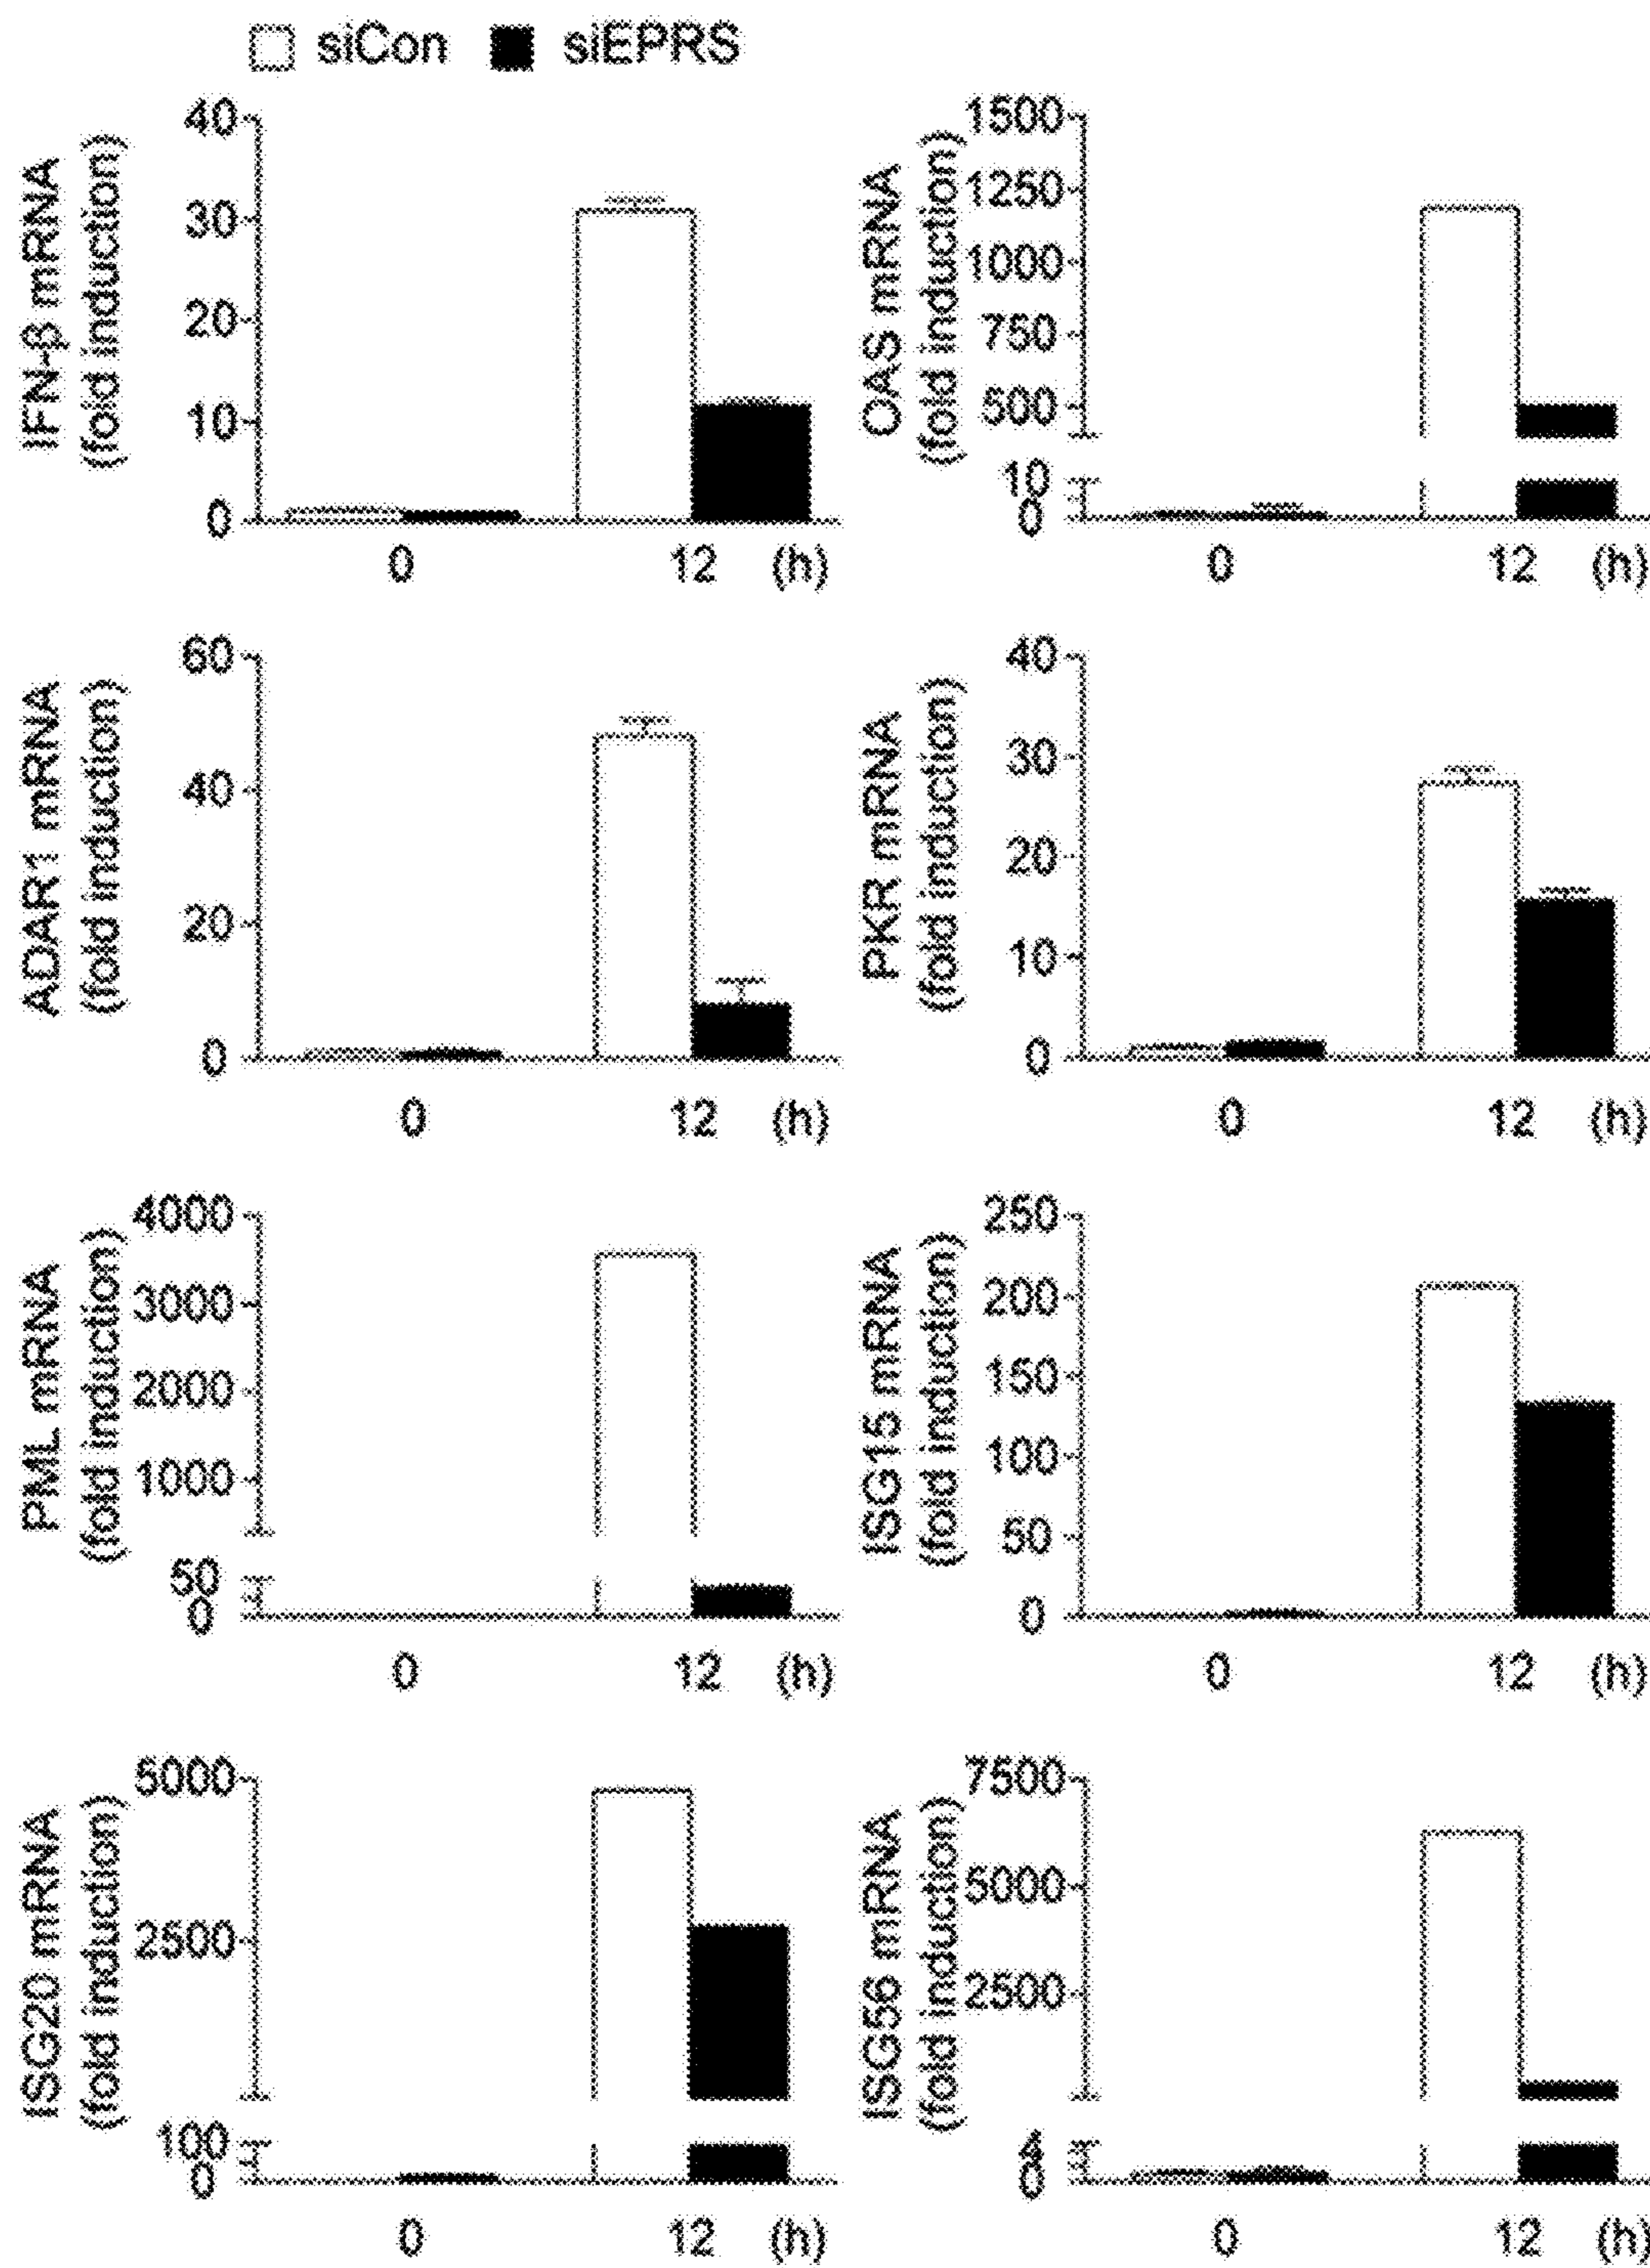 siCon siEPRS
IFN-β mRNA
(fold induction)
40
30
20
10
0
0 12 (h)
OAS mRNA
(fold induction)
1500
1250
1000
750
500
10
0
0 12 (h)
ADAR1 mRNA
(fold induction)
60
40
20
0
0 12 (h)
PKR mRNA
(fold induction)
40
30
20
10
0
0 12 (h)
PML mRNA
(fold induction)
4000
3000
2000
1000
50
0
0 12 (h)
ISG15 mRNA
(fold induction)
250
200
150
100
50
0
0 12 (h)
ISG20 mRNA
(fold induction)
5000
2500
100
0
0 12 (h)
ISG56 mRNA
(fold induction)
7500
5000
2500
4
0
0 12 (h)